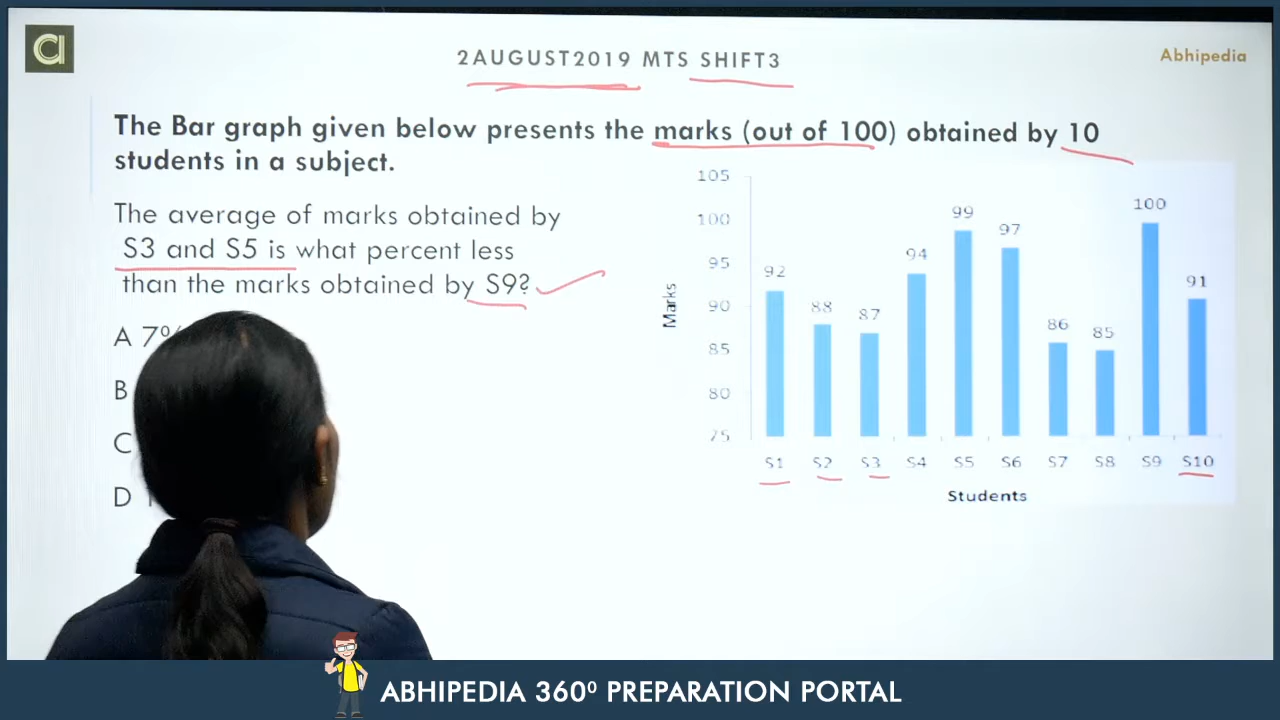 a
2AUGUST2019 MTS SHIFT3
Abhipedia
The Bar graph given below presents the marks (out of 100) obtained by 10
students in a subject.
The average of marks obtained by
S3 and S5 is what percent less
than the marks obtained by S9?
A 7%
B
C
D
105
100
95
90
85
80
75
Marks
92
88
87
94
99
97
86
85
100
91
S1 S2 S3 S4 S5 S6 S7 S8 S9 S10
Students
ABHIPEDIA 360⁰ PREPARATION PORTAL